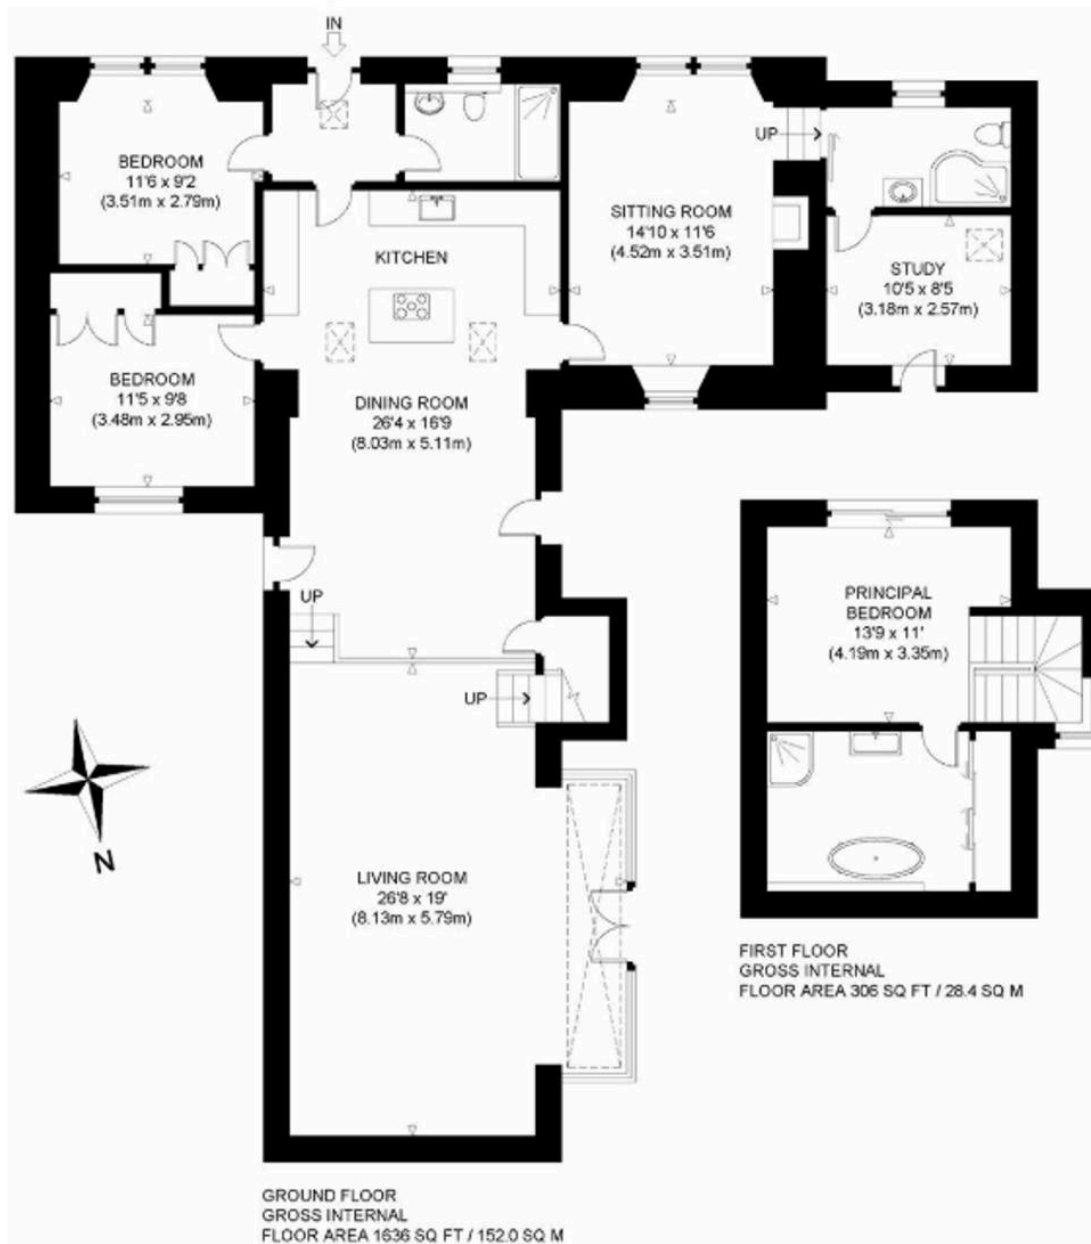 IN
BEDROOM
11'6 x 9'2
(3.51m x 2.79m)
UP
SITTING ROOM
14'10 x 11'6
(4.52m x 3.51m)
KITCHEN
STUDY
10'5 x 8'5
(3.18m x 2.57m)
BEDROOM
11'5 x 9'8
(3.48m x 2.95m)
DINING ROOM
26'4 x 16'9
(8.03m x 5.11m)
UP
UP
PRINCIPAL
BEDROOM
13'9 x 11'
(4.19m x 3.35m)
N
LIVING ROOM
26'8 x 19'
(8.13m x 5.79m)
FIRST FLOOR
GROSS INTERNAL
FLOOR AREA 306 SQ FT / 28.4 SQ M
GROUND FLOOR
GROSS INTERNAL
FLOOR AREA 1636 SQ FT / 152.0 SQ M